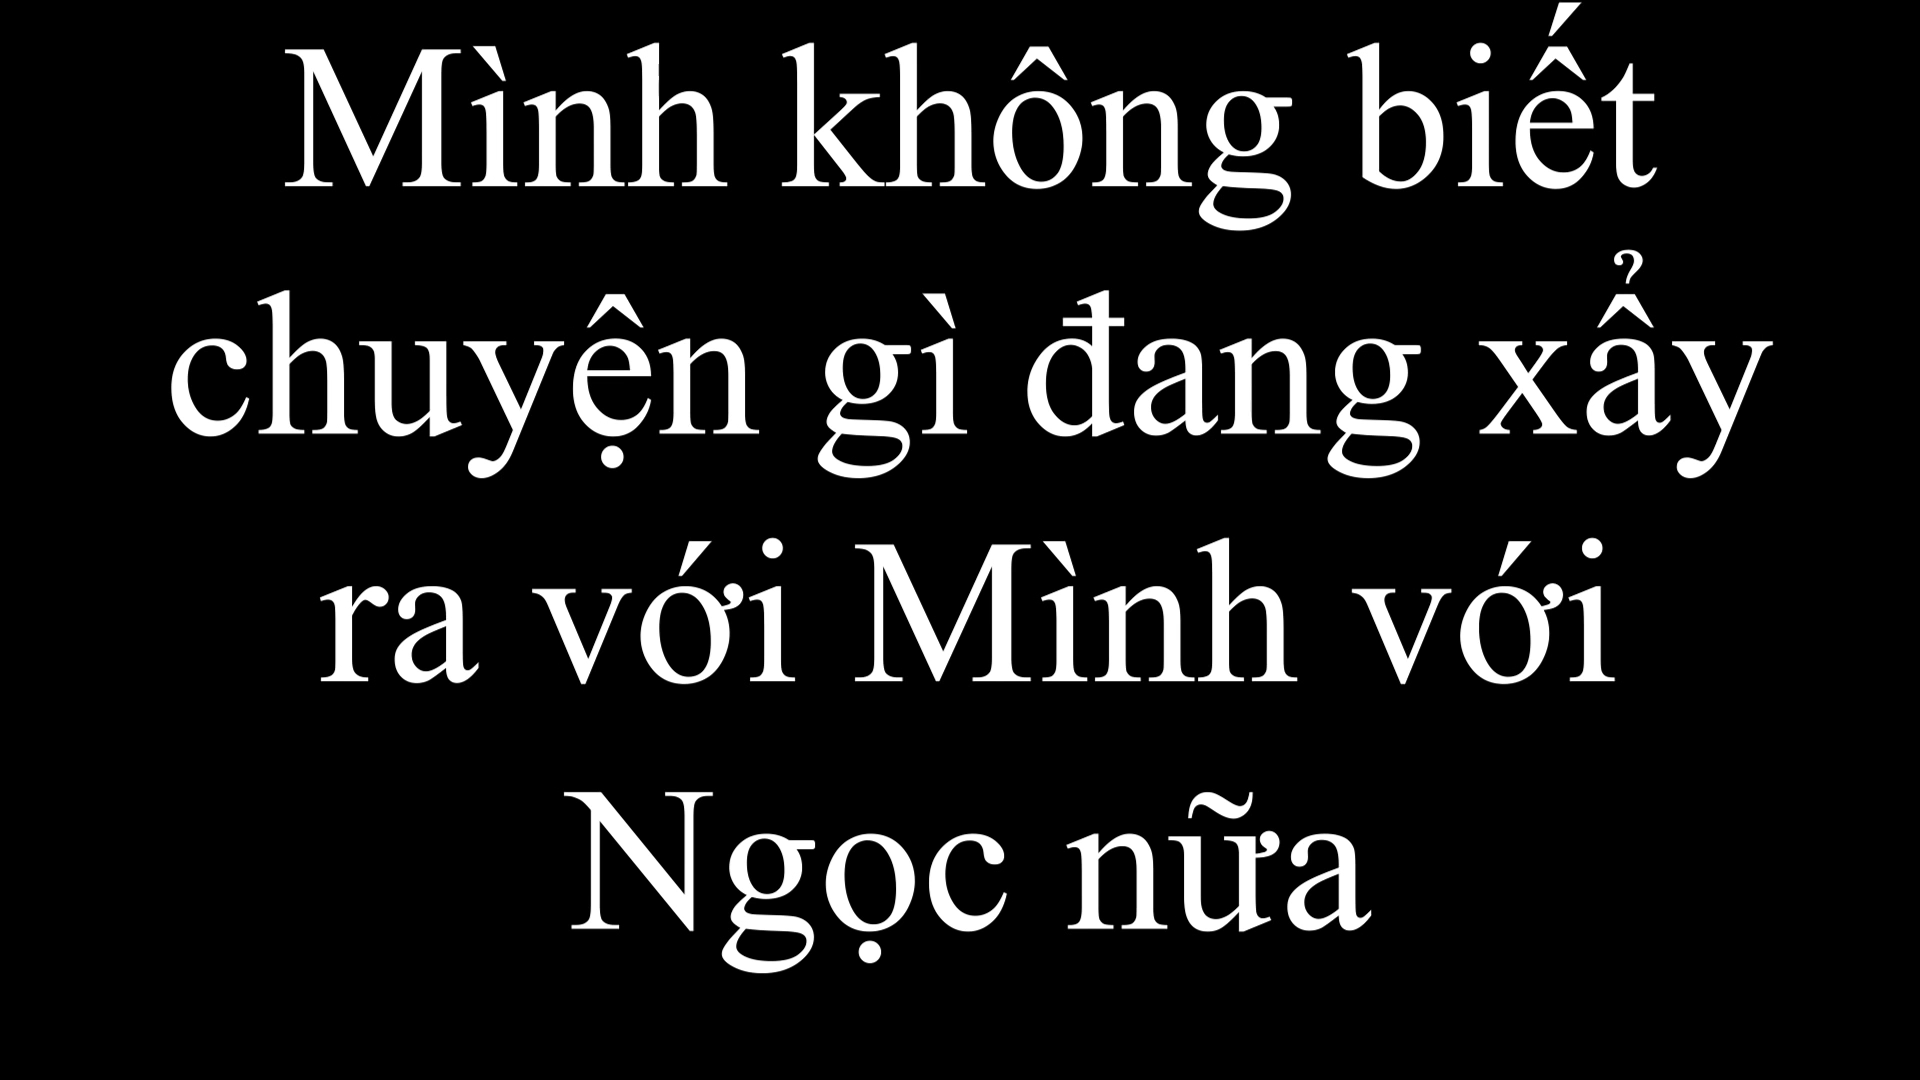 Mình không biết
chuyện gì đang xẩy
ra với Mình với
Ngọc nữa